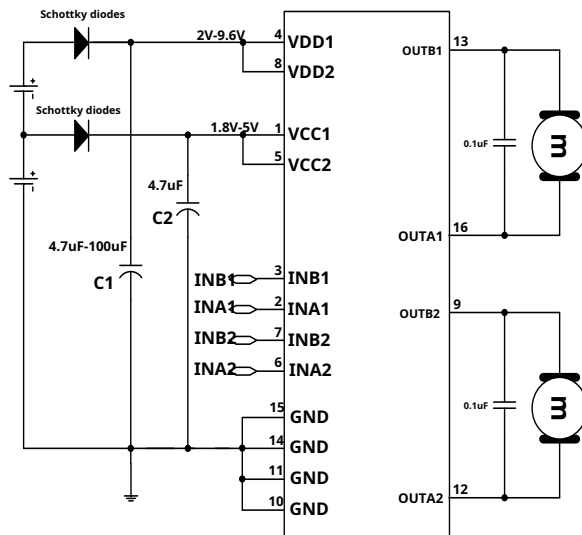 Schottky diodes
2V-9.6V
4
VDD1
8
VDD2
Schottky diodes
1.8V-5V
1
VCC1
5
VCC2
4.7uF
C2
4.7uF-100uF
C1
INB1
3
INB1
INA1
2
INA1
INB2
7
INB2
INA2
6
INA2
15
GND
14
GND
11
GND
10
GND
OUTB1
13
0.1uF
m
OUTA1
16
OUTB2
9
0.1uF
m
OUTA2
12